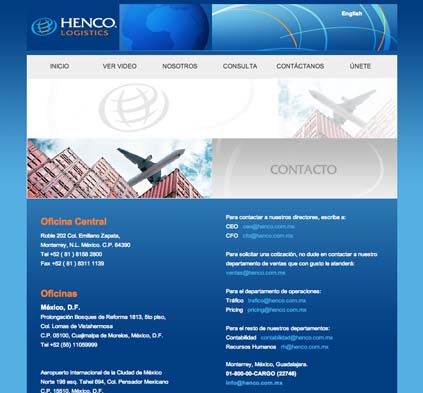 HENCO
LOGISTICS
English
INICIO
VER VIDEO
NOSOTROS
CONSULTA
CONTÁCTANOS
ÚNETE
CONTACTO
Oficina Central
Roble 202 Col. Emiliano Zapata,
Monterrey, N.L. México. C.P. 64390
Tel +52 ( 81 ) 8158 2800
Fax +52 ( 81 ) 8311 1139
Oficinas
México, D.F.
Prolongación Bosques de Reforma 1813, 5to piso,
Col. Lomas de Vistahermosa
C.P. 05100, Cuajimalpa de Morelos, México, D.F.
Tel +52 (55) 11059999
Aeropuerto Internacional de la Ciudad de México
Norte 198 esq. Tahel 694, Col. Pensador Mexicano
C.P. 15510, México, D.F.
Para contactar a nuestros directores, escriba a:
CEO ceo@henco.com.mx
CFO cfo@henco.com.mx
Para solicitar una cotización, no dude en contactar a nuestro
departamento de ventas que con gusto le atenderá:
ventas@henco.com.mx
Para el departamento de operaciones:
Tráfico trafico@henco.com.mx
Pricing pricing@henco.com.mx
Para el resto de nuestros departamentos:
Contabilidad contabilidad@henco.com.mx
Recursos Humanos rh@henco.com.mx
Monterrey, México, Guadalajara.
01-800-00-CARGO (22746)
info@henco.com.mx